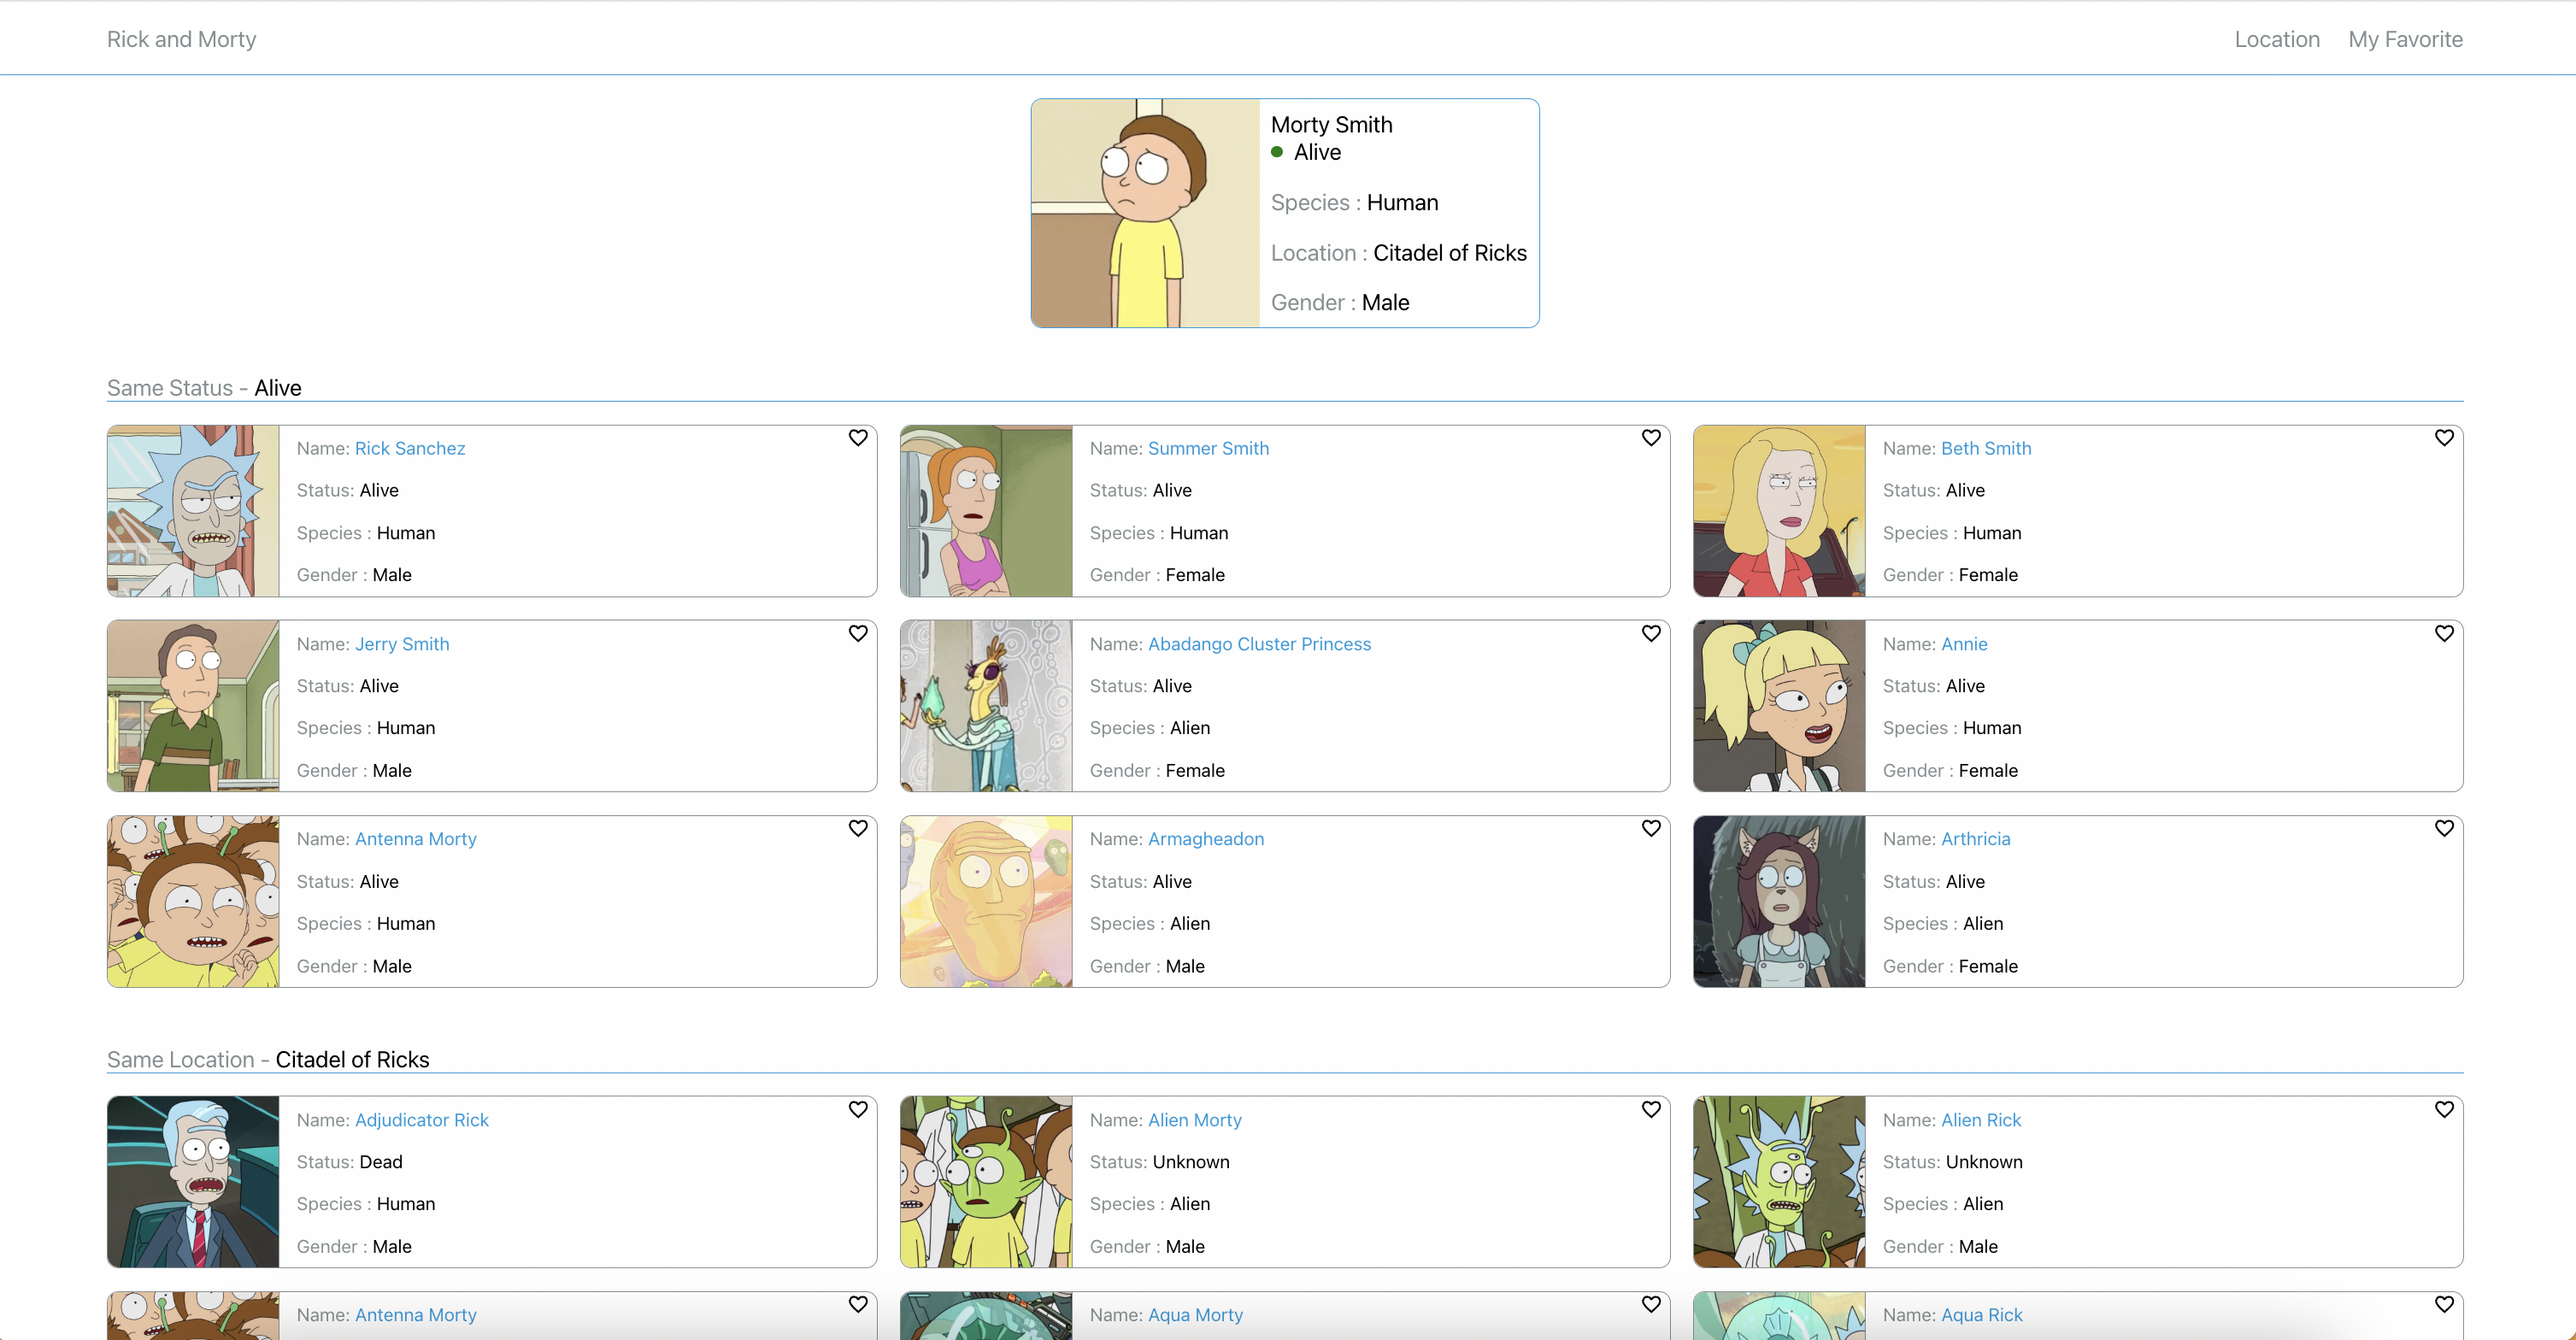 Rick and Morty
Location
My Favorite
Morty Smith
Alive
Species : Human
Location : Citadel of Ricks
Gender : Male
Same Status - Alive
Name: Rick Sanchez
Status: Alive
Species : Human
Gender : Male
Name: Summer Smith
Status: Alive
Species : Human
Gender : Female
Name: Beth Smith
Status: Alive
Species : Human
Gender : Female
Name: Jerry Smith
Status: Alive
Species : Human
Gender : Male
Name: Abadango Cluster Princess
Status: Alive
Species : Alien
Gender : Female
Name: Annie
Status: Alive
Species : Human
Gender : Female
Name: Antenna Morty
Status: Alive
Species : Human
Gender : Male
Name: Armagheadon
Status: Alive
Species : Alien
Gender : Male
Name: Arthricia
Status: Alive
Species : Alien
Gender : Female
Same Location - Citadel of Ricks
Name: Adjudicator Rick
Status: Dead
Species : Human
Gender : Male
Name: Alien Morty
Status: Unknown
Species : Alien
Gender : Male
Name: Alien Rick
Status: Unknown
Species : Alien
Gender : Male
Name: Antenna Morty
Name: Aqua Morty
Name: Aqua Rick